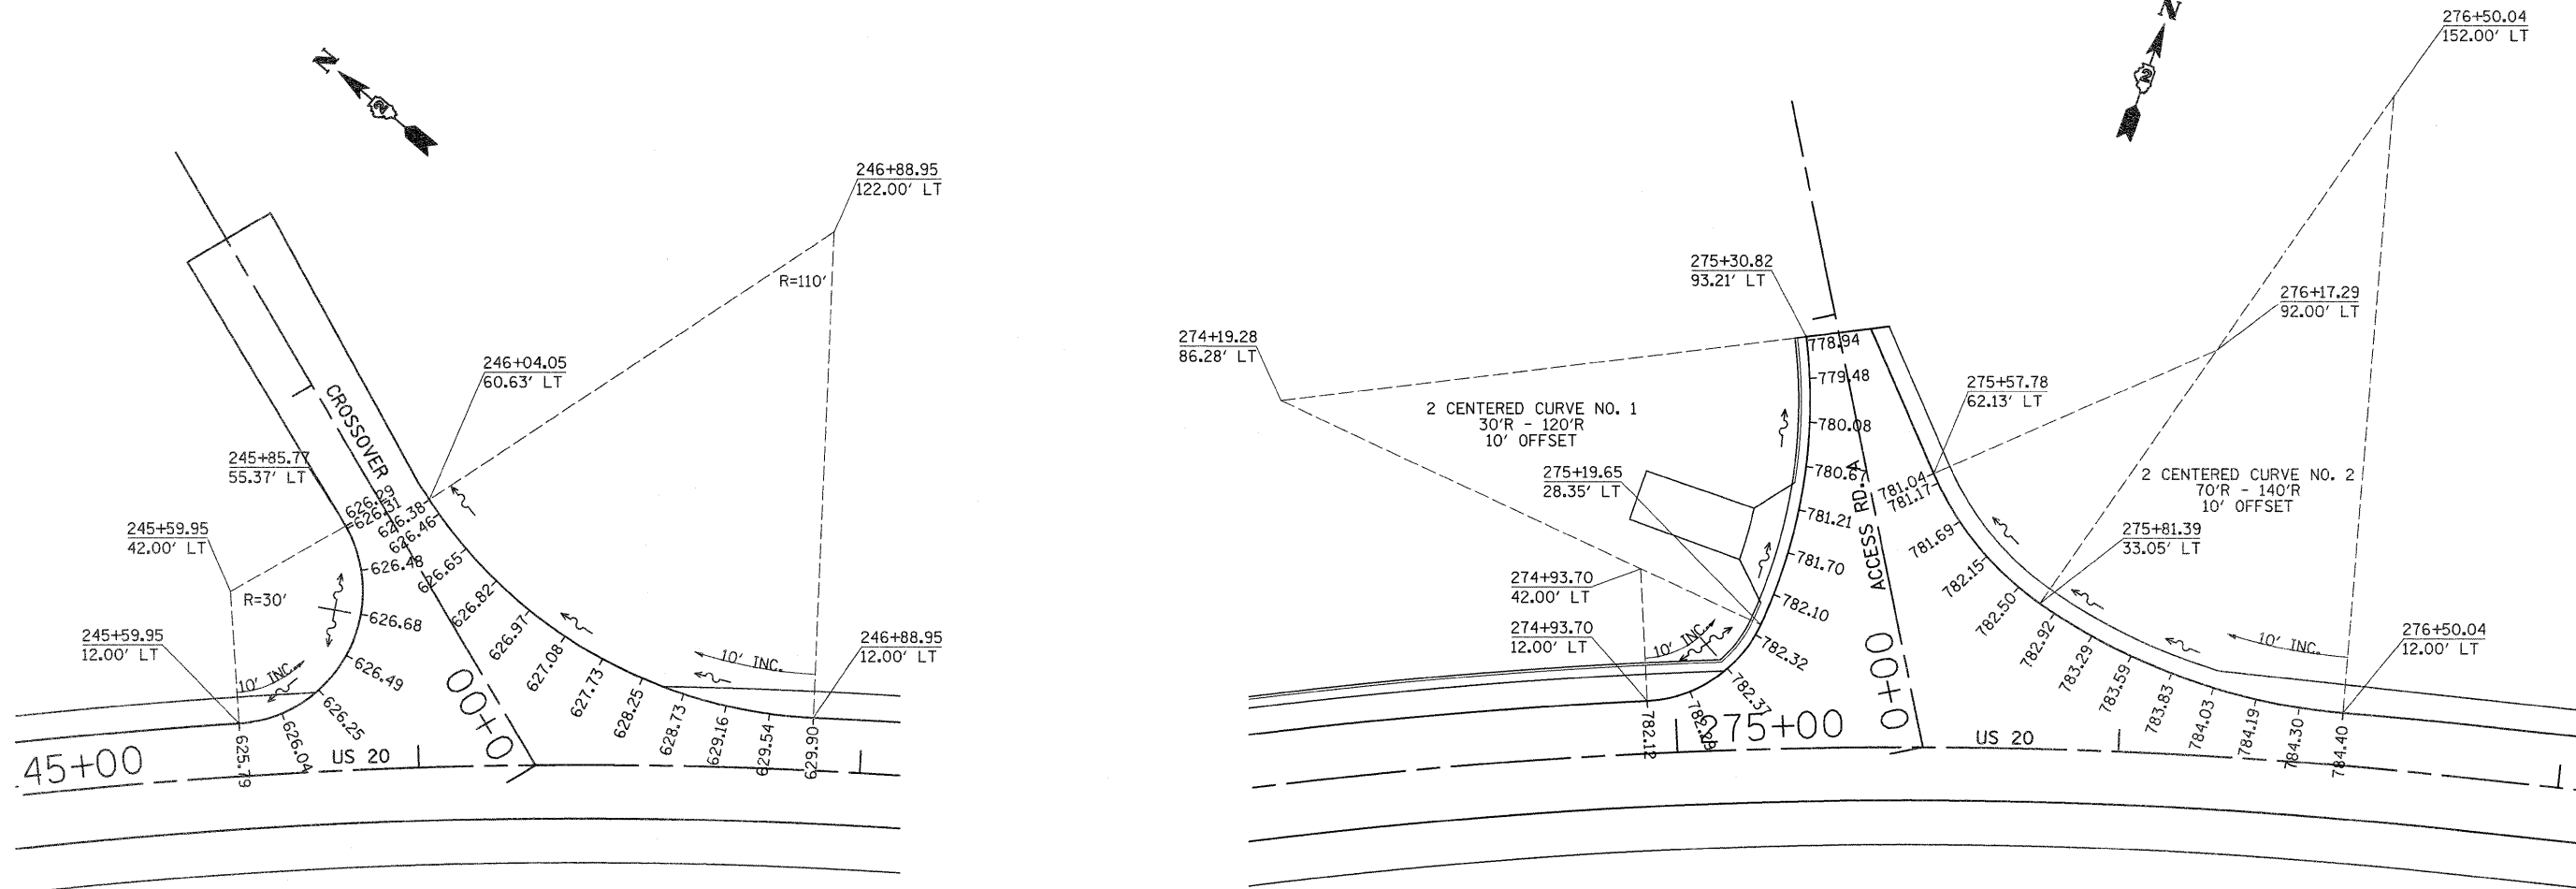 N
2
246+88.95
122.00' LT
R=110'
246+04.05
60.63' LT
CROSSOVER 9
245+85.77
55.37' LT
245+59.95
42.00' LT
R=30'
245+59.95
12.00' LT
10' INC.
246+88.95
12.00' LT
10' INC.
625.79
626.04
626.25
626.49
626.68
626.48
626.31
626.38
626.46
626.65
626.82
626.97
627.08
627.73
628.25
628.73
629.16
629.54
629.90
0+00
45+00
US 20
N
2
276+50.04
152.00' LT
275+30.82
93.21' LT
276+17.29
92.00' LT
274+19.28
86.28' LT
2 CENTERED CURVE NO. 1
30'R - 120'R
10' OFFSET
275+57.78
62.13' LT
275+19.65
28.35' LT
2 CENTERED CURVE NO. 2
70'R - 140'R
10' OFFSET
275+81.39
33.05' LT
274+93.70
42.00' LT
274+93.70
12.00' LT
10' INC.
10' INC.
276+50.04
12.00' LT
778.94
779.48
780.08
780.67
781.21
781.70
782.10
782.32
782.37
782.29
782.12
ACCESS RD. A
781.04
781.17
781.69
782.15
782.50
782.92
783.29
783.59
783.83
784.03
784.19
784.30
784.40
0+00
275+00
US 20